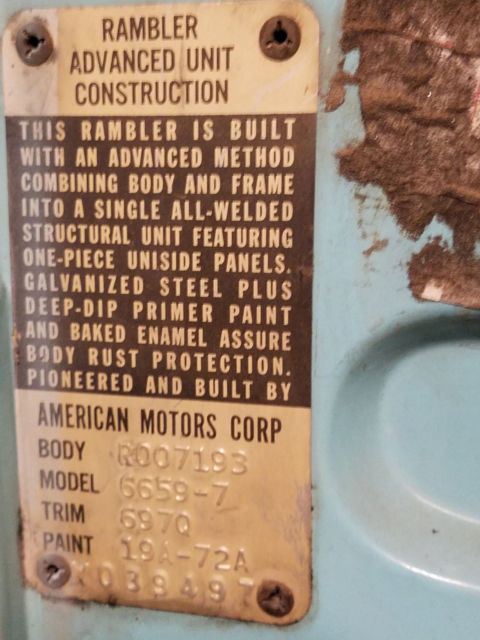 RAMBLER
ADVANCED UNIT
CONSTRUCTION
THIS RAMBLER IS BUILT
WITH AN ADVANCED METHOD
COMBINING BODY AND FRAME
INTO A SINGLE ALL-WELDED
STRUCTURAL UNIT FEATURING
ONE-PIECE UNISIDE PANELS.
GALVANIZED STEEL PLUS
DEEP-DIP PRIMER PAINT
AND BAKED ENAMEL ASSURE
BODY RUST PROTECTION.
PIONEERED AND BUILT BY
AMERICAN MOTORS CORP
BODY R007193
MODEL 6659-7
TRIM 697Q
PAINT 19A-72A
X039497